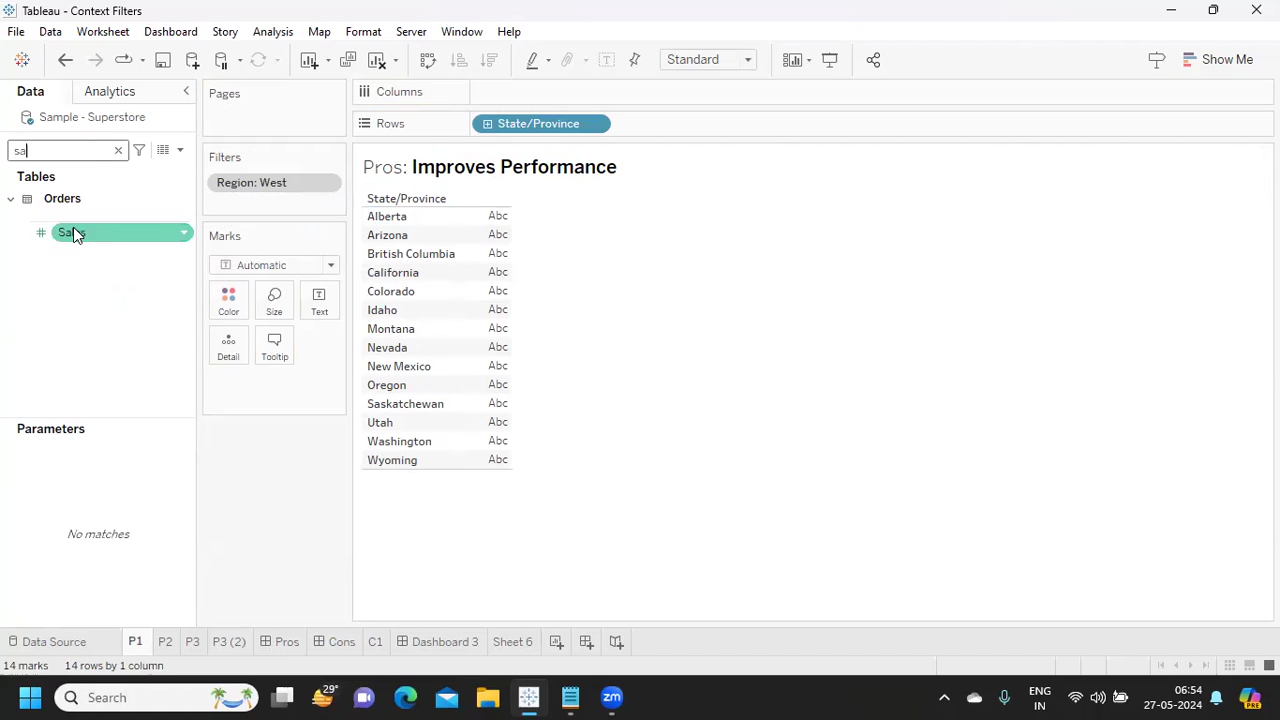 Tableau - Context Filters
File Data Worksheet Dashboard Story Analysis Map Format Server Window Help
Standard
Show Me
Data Analytics
Sample - Superstore
sa
Tables
Orders
Sales
Parameters
No matches
Pages
Filters
Region: West
Marks
Automatic
Color Size Text
Detail Tooltip
Columns
Rows State/Province
Pros: Improves Performance
State/Province
Alberta Abc
Arizona Abc
British Columbia Abc
California Abc
Colorado Abc
Idaho Abc
Montana Abc
Nevada Abc
New Mexico Abc
Oregon Abc
Saskatchewan Abc
Utah Abc
Washington Abc
Wyoming Abc
Data Source P1 P2 P3 P3 (2) Pros Cons C1 Dashboard 3 Sheet 6
14 marks 14 rows by 1 column
Search
29°
zm
ENG
IN
06:54
27-05-2024
PRE